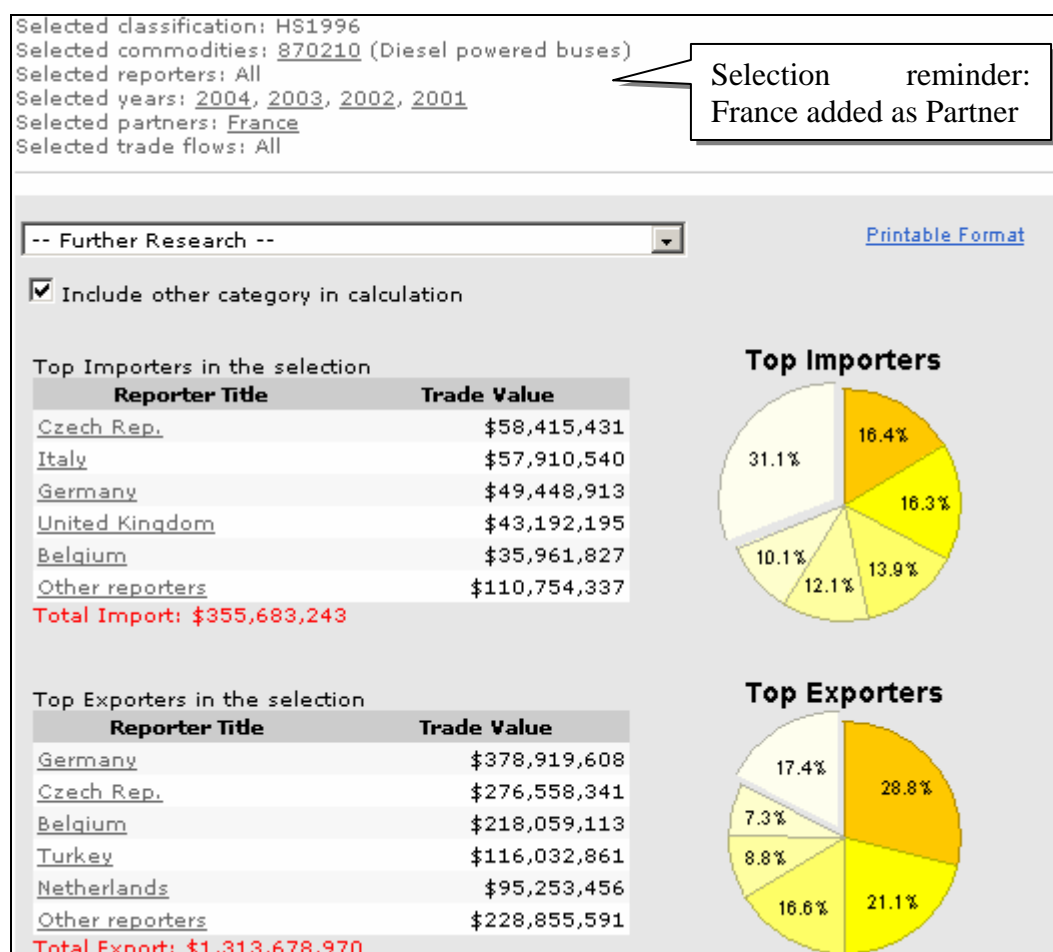 Selected classification: HS1996
Selected commodities: 870210 (Diesel powered buses)
Selected reporters: All
Selected years: 2004, 2003, 2002, 2001
Selected partners: France
Selected trade flows: All
Selection reminder:
France added as Partner
-- Further Research --
Printable Format
Include other category in calculation
Top Importers in the selection
Reporter Title Trade Value
Czech Rep. $58,415,431
Italy $57,910,540
Germany $49,448,913
United Kingdom $43,192,195
Belgium $35,961,827
Other reporters $110,754,337
Total Import: $355,683,243
Top Importers
16.4%
31.1%
16.3%
10.1%
13.9%
12.1%
Top Exporters in the selection
Reporter Title Trade Value
Germany $378,919,608
Czech Rep. $276,558,341
Belgium $218,059,113
Turkey $116,032,861
Netherlands $95,253,456
Other reporters $228,855,591
Total Export: $1,313,678,970
Top Exporters
17.4%
28.8%
7.3%
8.8%
16.6%
21.1%